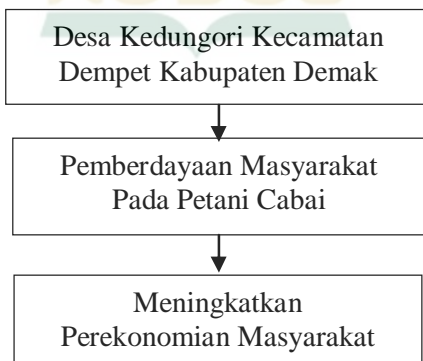 Desa Kedungori Kecamatan
Dempet Kabupaten Demak
Pemberdayaan Masyarakat
Pada Petani Cabai
Meningkatkan
Perekonomian Masyarakat